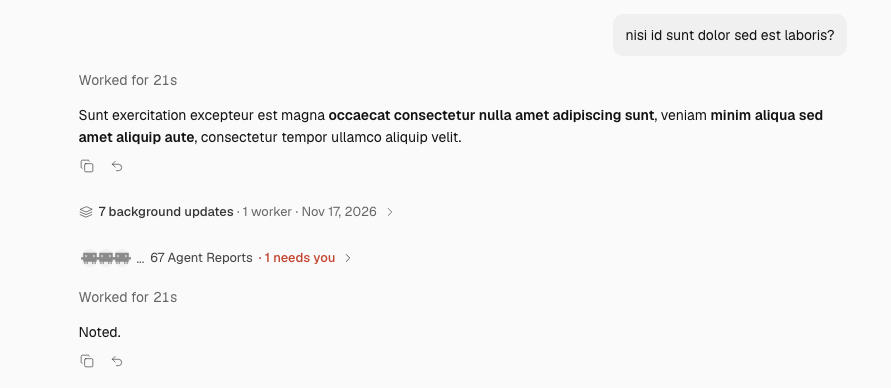 nisi id sunt dolor sed est laboris?
Worked for 21s
Sunt exercitation excepteur est magna occaecat consectetur nulla amet adipiscing sunt, veniam minim aliqua sed
amet aliquip aute, consectetur tempor ullamco aliquip velit.
7 background updates · 1 worker · Nov 17, 2026
... 67 Agent Reports · 1 needs you
Worked for 21s
Noted.